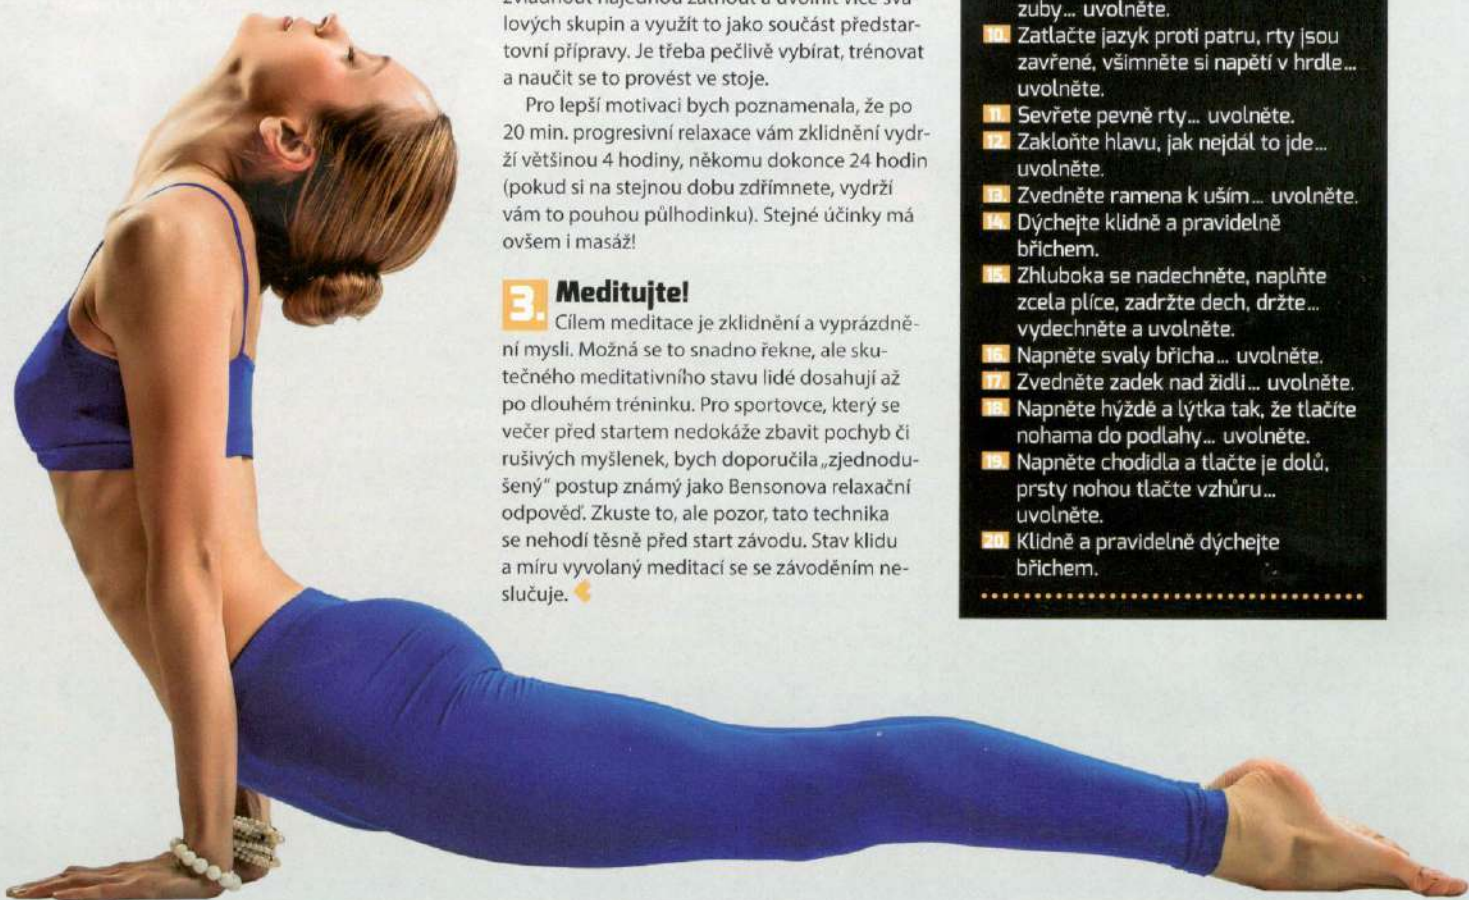 zvládnout najednou zatnout a uvolnit více sva-
lových skupin a využít to jako součást předstar-
tovní přípravy. Je třeba pečlivě vybírat, trénovat
a naučit se to provést ve stoje.
Pro lepší motivaci bych poznamenala, že po
20 min. progresivní relaxace vám zklidnění vydr-
ží většinou 4 hodiny, někomu dokonce 24 hodin
(pokud si na stejnou dobu zdřímnete, vydrží
vám to pouhou půlhodinku). Stejné účinky má
ovšem i masáž!
3. Meditujte!
Cílem meditace je zklidnění a vyprázdně-
ní mysli. Možná se to snadno řekne, ale sku-
tečného meditativního stavu lidé dosahují až
po dlouhém tréninku. Pro sportovce, který se
večer před startem nedokáže zbavit pochyb či
rušivých myšlenek, bych doporučila „zjednodu-
šený“ postup známý jako Bensonova relaxační
odpověď. Zkuste to, ale pozor, tato technika
se nehodí těsně před start závodu. Stav klidu
a míru vyvolaný meditací se se závoděním ne-
slučuje.
zuby... uvolněte.
10. Zatlačte jazyk proti patru, rty jsou
zavřené, všimněte si napětí v hrdle...
uvolněte.
11. Sevřete pevně rty... uvolněte.
12. Zakloňte hlavu, jak nejdál to jde...
uvolněte.
13. Zvedněte ramena k uším... uvolněte.
14. Dýchejte klidně a pravidelně
břichem.
15. Zhluboka se nadechněte, naplňte
zcela plíce, zadržte dech, držte...
vydechněte a uvolněte.
16. Napněte svaly břicha... uvolněte.
17. Zvedněte zadek nad židli... uvolněte.
18. Napněte hýždě a lýtka tak, že tlačíte
nohama do podlahy... uvolněte.
19. Napněte chodidla a tlačte je dolů,
prsty nohou tlačte vzhůru...
uvolněte.
20. Klidně a pravidelně dýchejte
břichem.